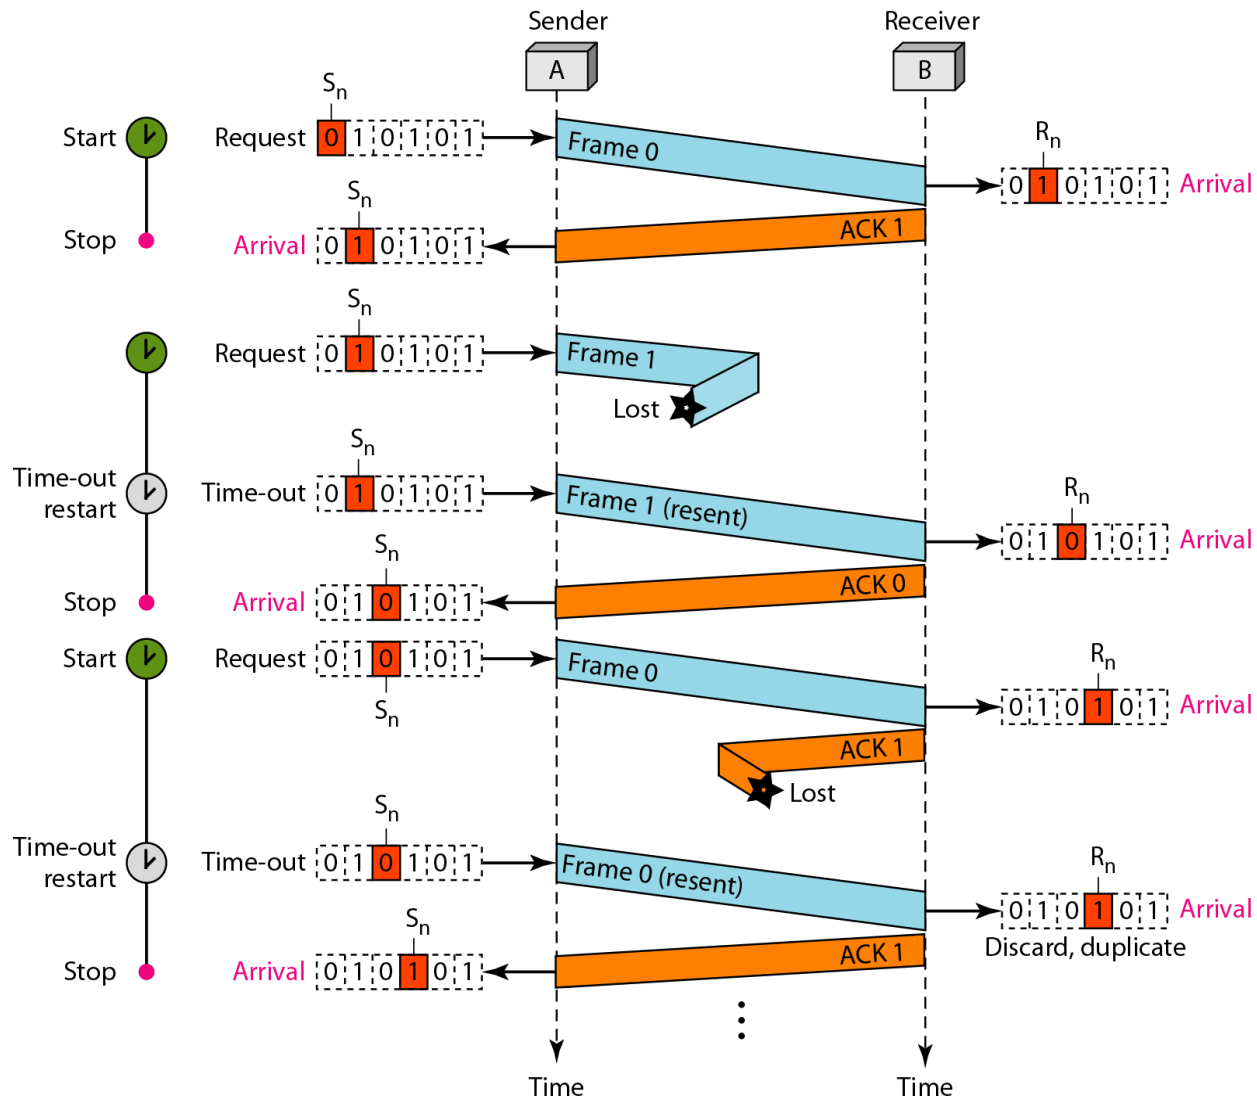 Sender Receiver
A B
Sn
Start Request 0 1 0 1 0 1 Frame 0
Rn
0 1 0 1 0 1 Arrival
Sn
Stop Arrival 0 1 0 1 0 1 ACK 1
Sn
Request 0 1 0 1 0 1 Frame 1
Lost
Sn
Time-out
restart
Time-out 0 1 0 1 0 1 Frame 1 (resent)
Rn
0 1 0 1 0 1 Arrival
Sn
Stop Arrival 0 1 0 1 0 1 ACK 0
Start Request 0 1 0 1 0 1 Frame 0
Sn
Rn
0 1 0 1 0 1 Arrival
ACK 1
Lost
Sn
Time-out
restart
Time-out 0 1 0 1 0 1 Frame 0 (resent)
Rn
0 1 0 1 0 1 Arrival
Discard, duplicate
Sn
Stop Arrival 0 1 0 1 0 1 ACK 1
Time Time